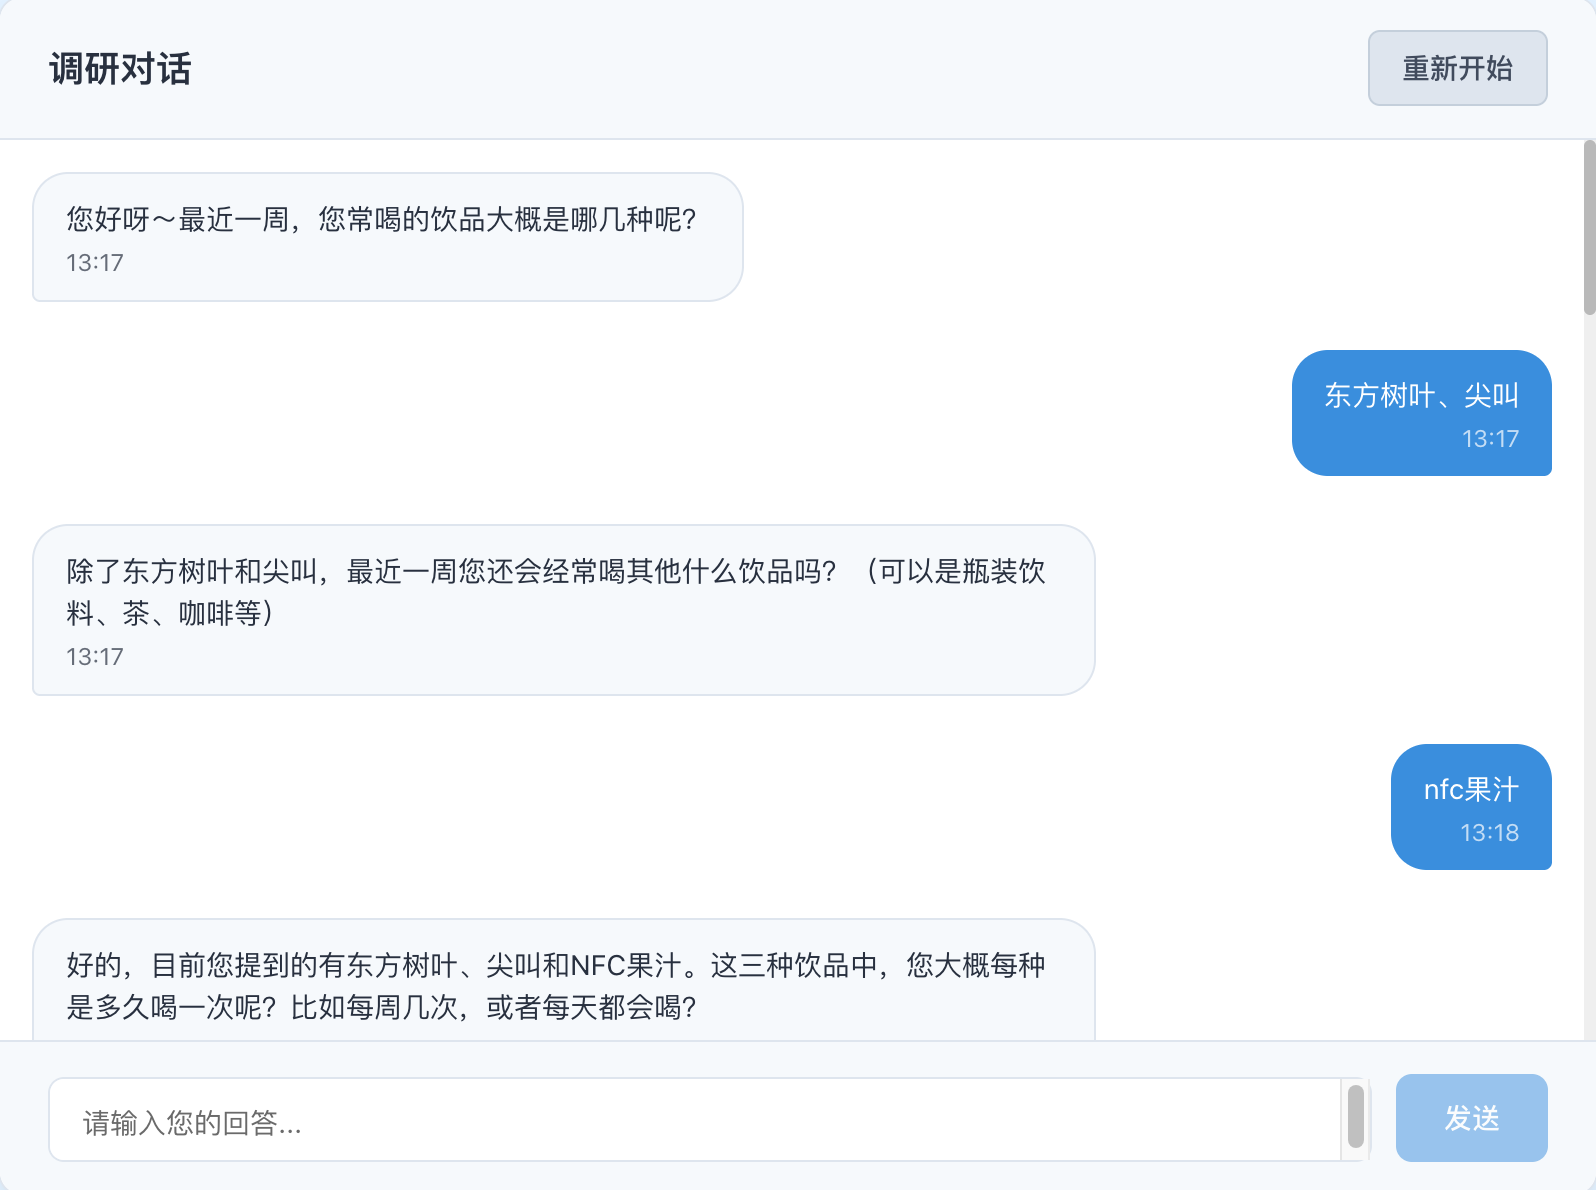 调研对话
重新开始
您好呀～最近一周，您常喝的饮品大概是哪几种呢？
13:17
东方树叶、尖叫
13:17
除了东方树叶和尖叫，最近一周您还会经常喝其他什么饮品吗？（可以是瓶装饮
料、茶、咖啡等）
13:17
nfc果汁
13:18
好的，目前您提到的有东方树叶、尖叫和NFC果汁。这三种饮品中，您大概每种
是多久喝一次呢？比如每周几次，或者每天都会喝？
请输入您的回答...
发送